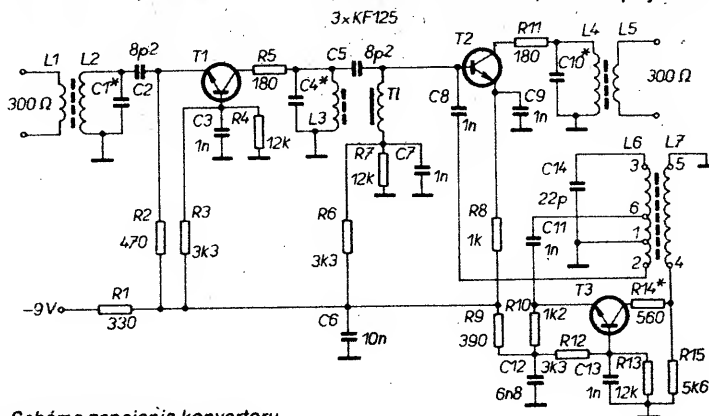 3xKF125
L1
L2
8p2
T1
R5
C5
8p2
T2
R11
L4
L5
300 Ω
C1*
C2
180
C4*
L3
Tl
180
C10*
300 Ω
C3
1n
R4
12k
C8
1n
C9
1n
R7
12k
C7
1n
L6
L7
C14
22p
3
5
6
1
2
4
C11
1n
R2
470
R3
3k3
R6
3k3
R8
1k
-9V
R1
330
C6
10n
R9
390
R10
1k2
T3
R14*
560
C12
6n8
R12
3k3
C13
1n
R13
12k
R15
5k6